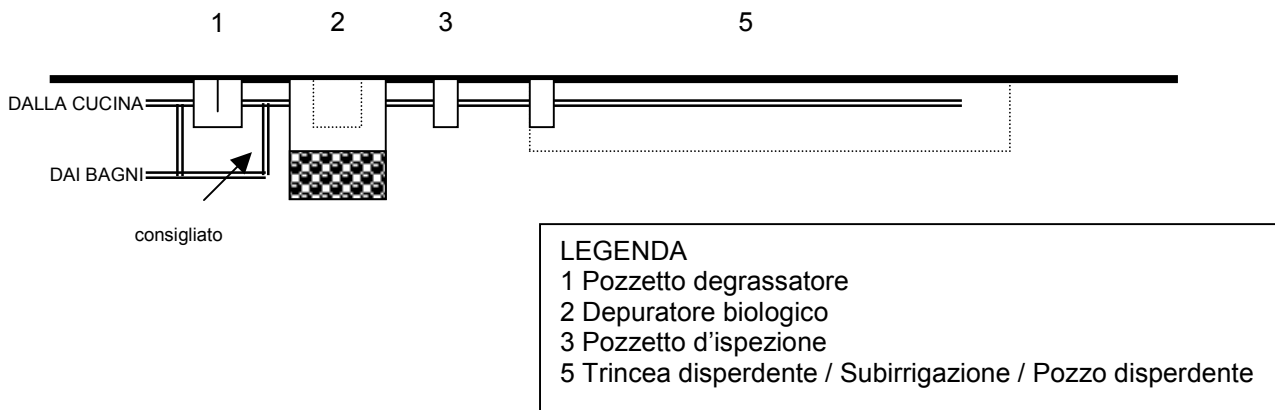 1 2 3 5
DALLA CUCINA
DAI BAGNI
consigliato
LEGENDA
1 Pozzetto degrassatore
2 Depuratore biologico
3 Pozzetto d'ispezione
5 Trincea disperdente / Subirrigazione / Pozzo disperdente